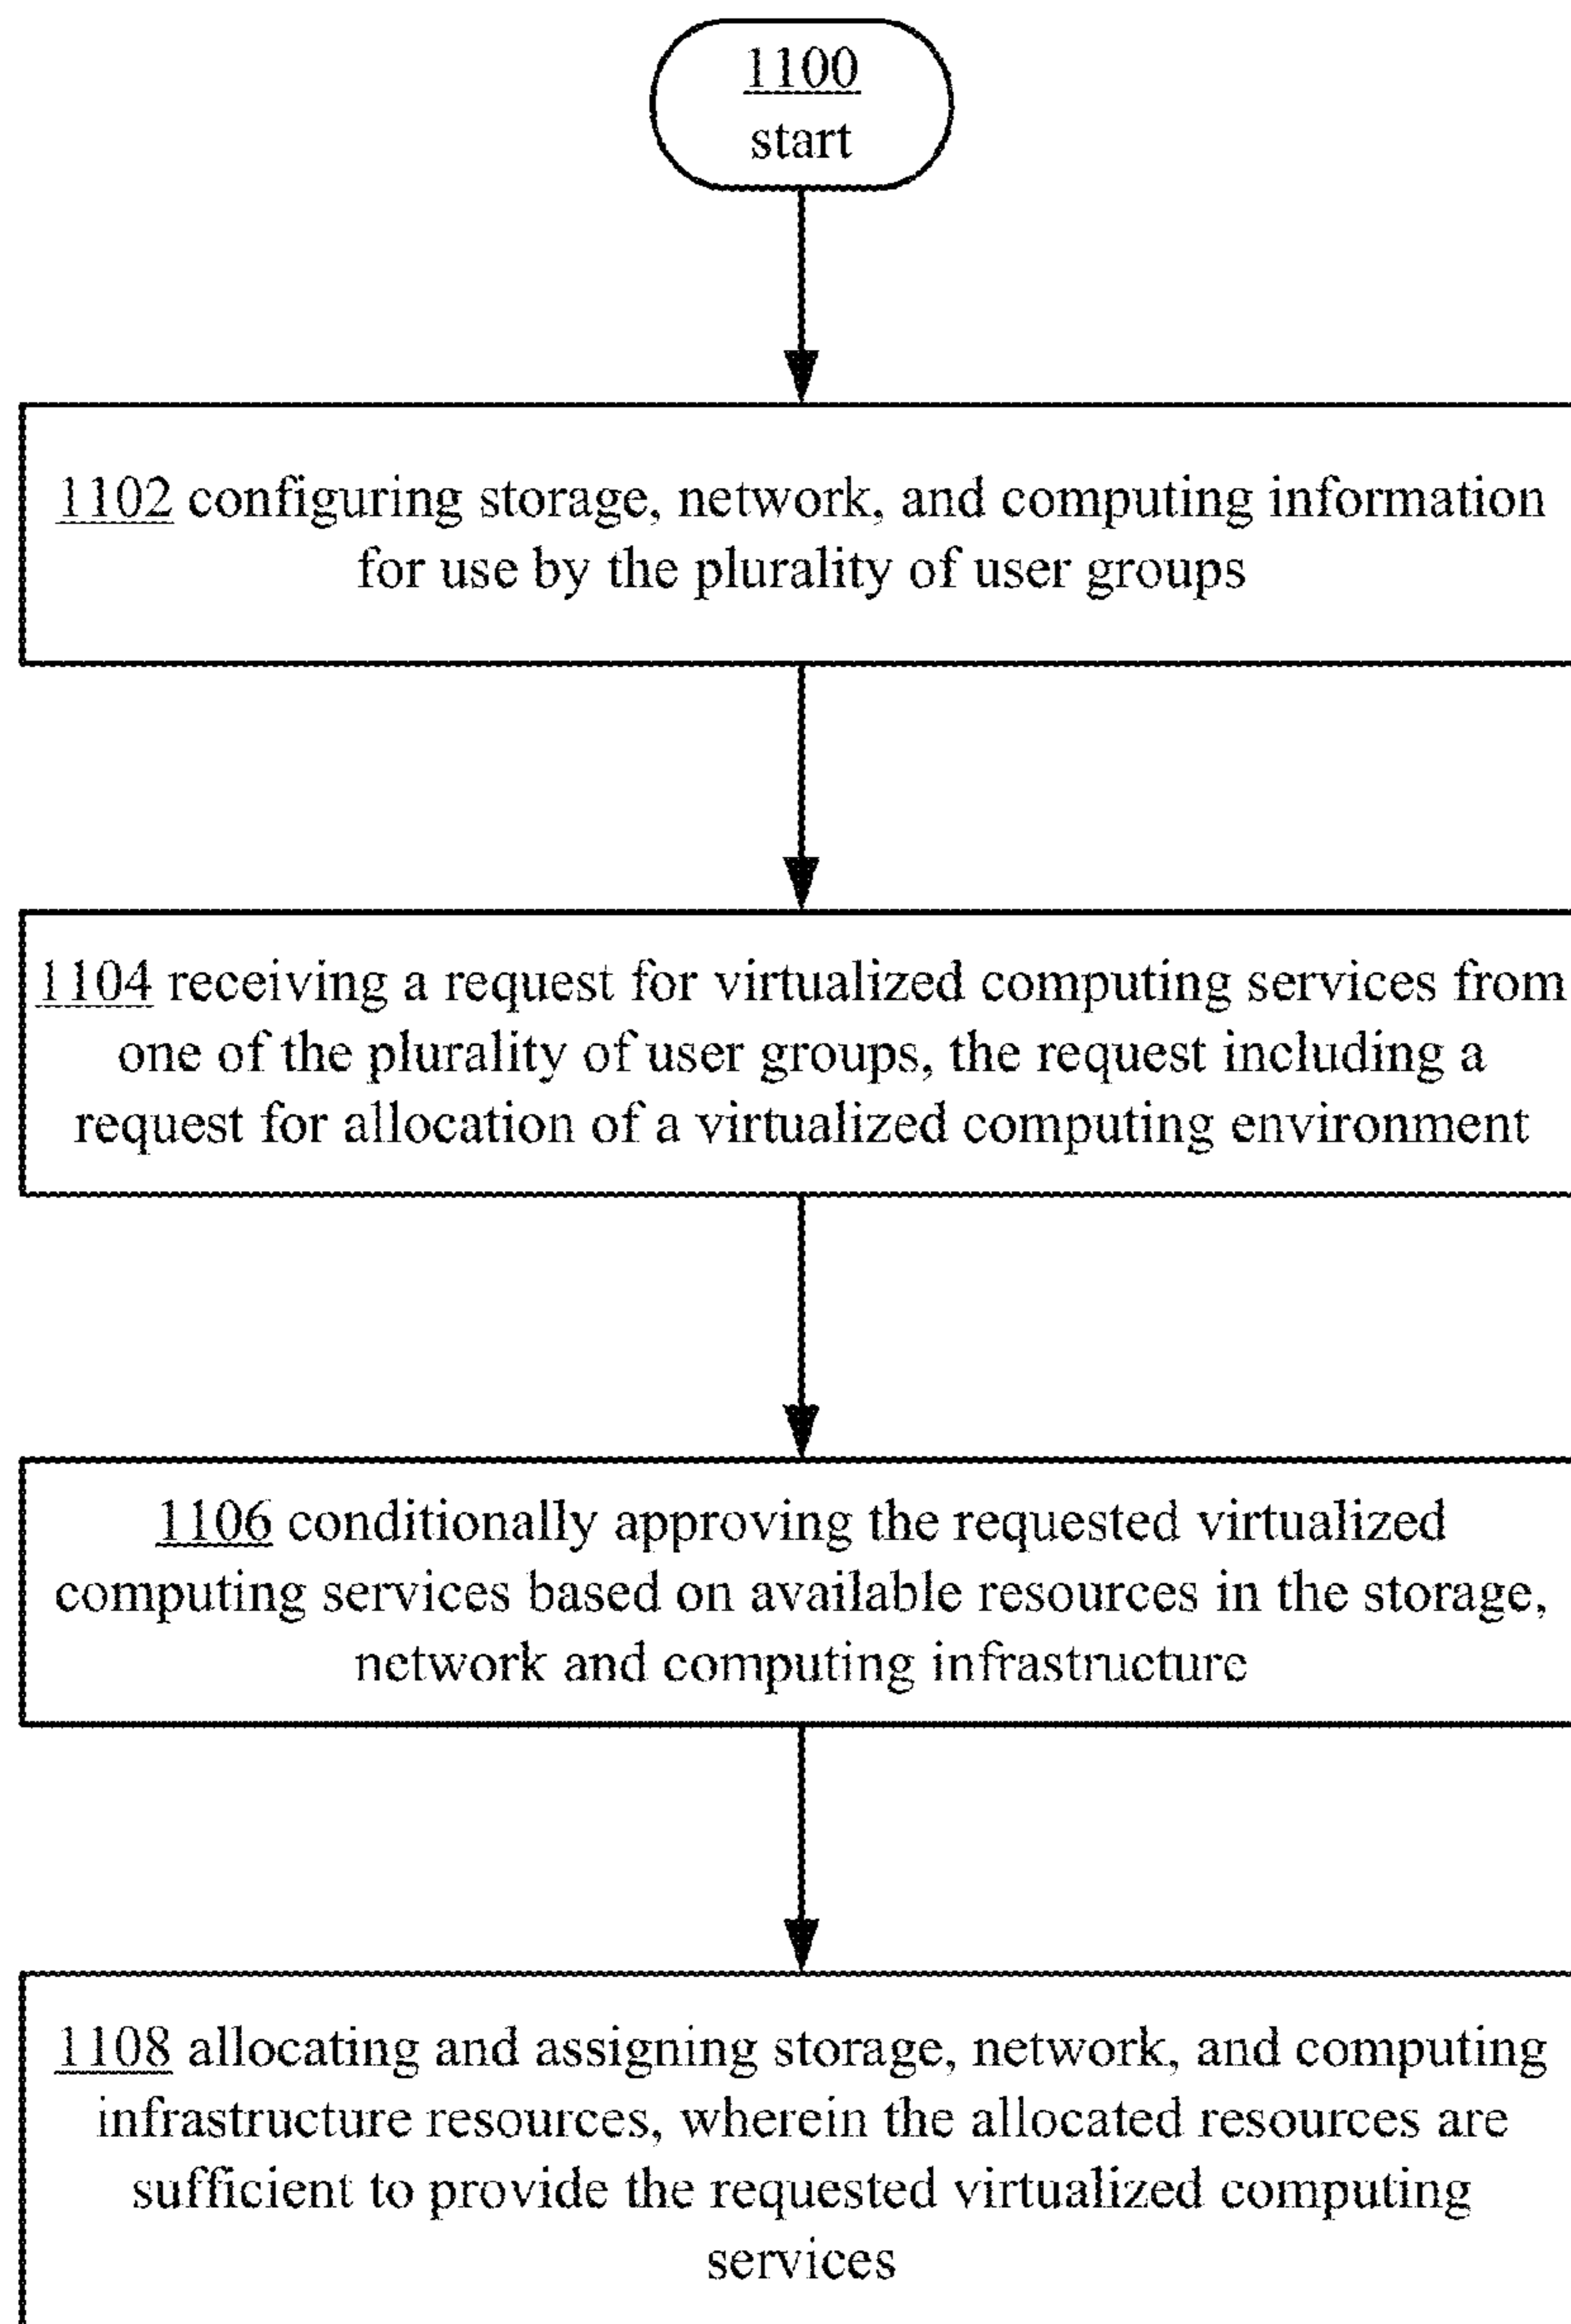 1100
start
1102 configuring storage, network, and computing information
for use by the plurality of user groups
1104 receiving a request for virtualized computing services from
one of the plurality of user groups, the request including a
request for allocation of a virtualized computing environment
1106 conditionally approving the requested virtualized
computing services based on available resources in the storage,
network and computing infrastructure
1108 allocating and assigning storage, network, and computing
infrastructure resources, wherein the allocated resources are
sufficient to provide the requested virtualized computing
services